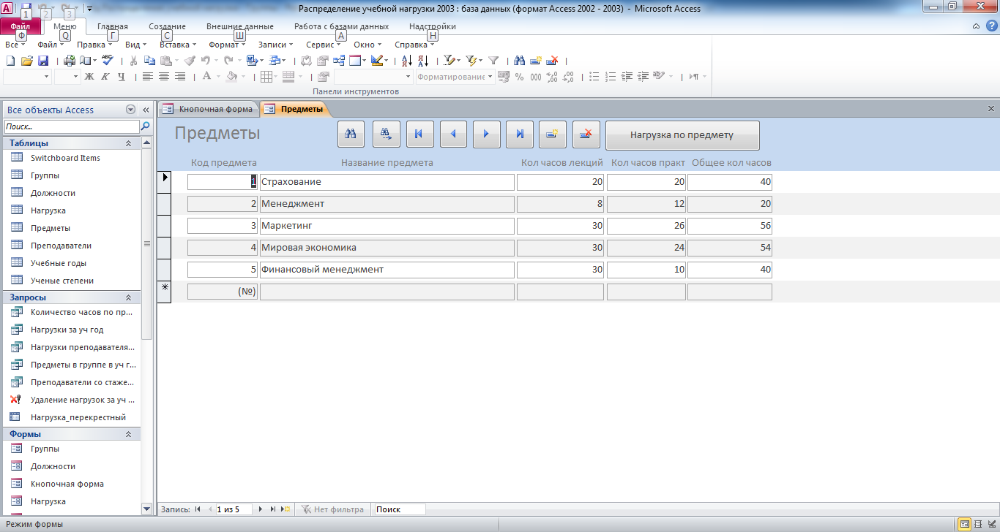 Распределение учебной нагрузки 2003 : база данных (формат Access 2002 - 2003) - Microsoft Access
1 2 3
Файл Меню Главная Создание Внешние данные Работа с базами данных Надстройки
Ф Q Г С Ш А Н
Все Файл Правка Вид Вставка Формат Записи Сервис Окно Справка
Ж К Ч Форматирование % 000
Панели инструментов
Все объекты Access
Поиск...
Таблицы
Switchboard Items
Группы
Должности
Нагрузка
Предметы
Преподаватели
Учебные годы
Ученые степени
Запросы
Количество часов по пр...
Нагрузки за уч год
Нагрузки преподавателя...
Предметы в группе в уч г...
Преподаватели со стаже...
Удаление нагрузок за уч ...
Нагрузка_перекрестный
Формы
Группы
Должности
Кнопочная форма
Нагрузка
Кнопочная форма Предметы
Предметы Нагрузка по предмету
Код предмета Название предмета Кол часов лекций Кол часов практ Общее кол часов
1 Страхование 20 20 40
2 Менеджмент 8 12 20
3 Маркетинг 30 26 56
4 Мировая экономика 30 24 54
5 Финансовый менеджмент 30 10 40
(№)
Запись: 1 из 5 Нет фильтра Поиск
Режим формы